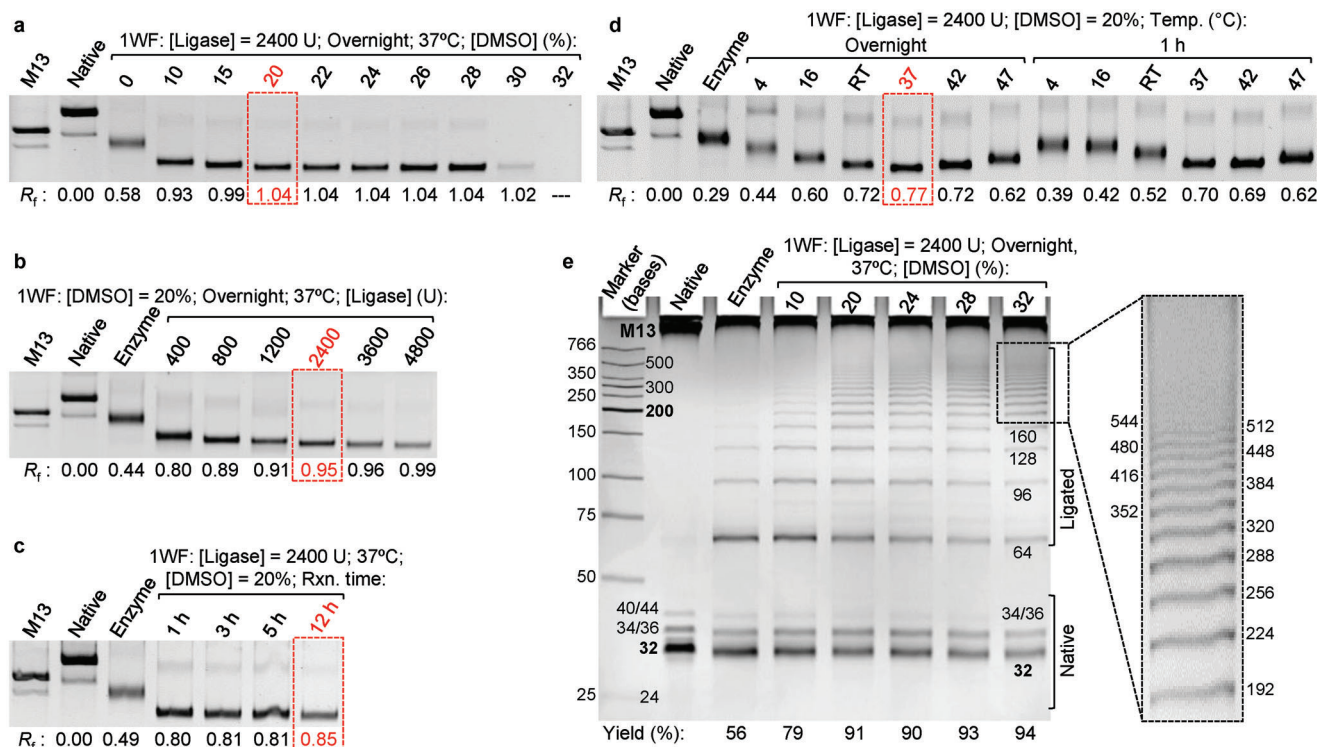 a
1WF: [Ligase] = 2400 U; Overnight; 37ºC, [DMSO] (%):
M13 Native 0 10 15 20 22 24 26 28 30 32
Rf : 0.00 0.58 0.93 0.99 1.04 1.04 1.04 1.04 1.04 1.02 ---
b
1WF: [DMSO] = 20%; Overnight; 37ºC, [Ligase] (U):
M13 Native Enzyme 400 800 1200 2400 3600 4800
Rf : 0.00 0.44 0.80 0.89 0.91 0.95 0.96 0.99
c
1WF: [Ligase] = 2400 U; 37ºC;
[DMSO] = 20%; Rxn. time:
M13 Native Enzyme 1 h 3 h 5 h 12 h
Rf : 0.00 0.49 0.80 0.81 0.81 0.85
d
1WF: [Ligase] = 2400 U; [DMSO] = 20%, Temp. (°C):
Overnight 1 h
M13 Native Enzyme 4 16 RT 37 42 47 4 16 RT 37 42 47
Rf : 0.00 0.29 0.44 0.60 0.72 0.77 0.72 0.62 0.39 0.42 0.52 0.70 0.69 0.62
e
1WF: [Ligase] = 2400 U; Overnight,
37ºC; [DMSO] (%):
Marker
(bases)
Native Enzyme 10 20 24 28 32
M13
766
500
350
300
250
200
150
100
75
50
40/44
34/36
32
25
24
160
128
96
64
34/36
32
Ligated
Native
Yield (%): 56 79 91 90 93 94
544
512
480
448
416
384
352
320
288
256
224
192